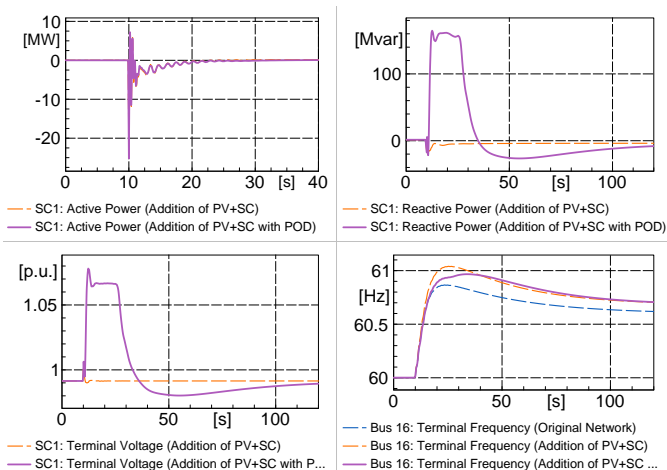 10
[MW]
0
-10
-20
0
10
20
30
[s]
40
SC1: Active Power (Addition of PV+SC)
SC1: Active Power (Addition of PV+SC with POD)
[Mvar]
100
0
0
50
[s]
100
SC1: Reactive Power (Addition of PV+SC)
SC1: Reactive Power (Addition of PV+SC with POD)
[p.u.]
1.05
1
0
50
[s]
100
SC1: Terminal Voltage (Addition of PV+SC)
SC1: Terminal Voltage (Addition of PV+SC with P...
61
[Hz]
60.5
60
0
50
[s]
100
Bus 16: Terminal Frequency (Original Network)
Bus 16: Terminal Frequency (Addition of PV+SC)
Bus 16: Terminal Frequency (Addition of PV+SC ...